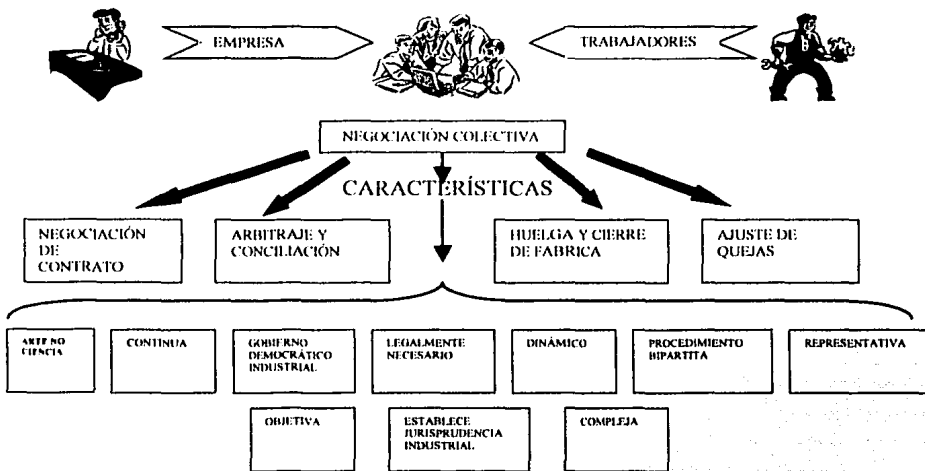 EMPRESA
TRABAJADORES
NEGOCIACIÓN COLECTIVA
CARACTERÍSTICAS
NEGOCIACIÓN
DE
CONTRATO
ARBITRAJE Y
CONCILIACIÓN
HUELGA Y CIERRE
DE FABRICA
AJUSTE DE
QUEJAS
ARTE NO
CIENCIA
CONTINUA
GOBIERNO
DEMOCRÁTICO
INDUSTRIAL
LEGALMENTE
NECESARIO
DINÁMICO
PROCEDIMIENTO
BIPARTITA
REPRESENTATIVA
OBJETIVA
ESTABLECE
JURISPRUDENCIA
INDUSTRIAL
COMPLEJA